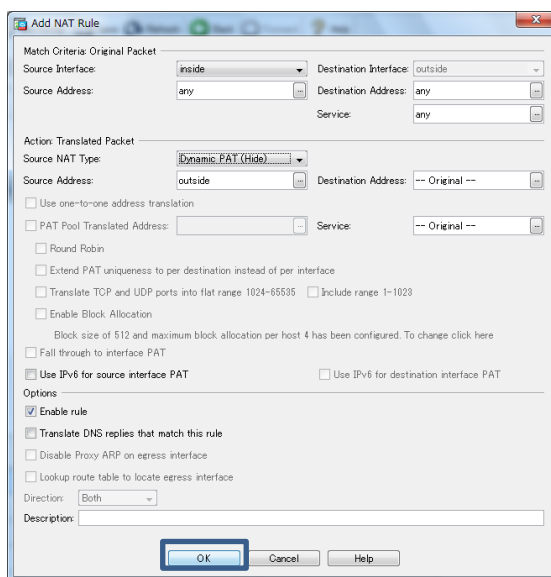 Add NAT Rule
Match Criteria: Original Packet
Source Interface: inside Destination Interface: outside
Source Address: any Destination Address: any
Service: any
Action: Translated Packet
Source NAT Type: Dynamic PAT (Hide)
Source Address: outside Destination Address: -- Original --
Use one-to-one address translation
PAT Pool Translated Address: Service: -- Original --
Round Robin
Extend PAT uniqueness to per destination instead of per interface
Translate TCP and UDP ports into flat range 1024-65535 Include range 1-1023
Enable Block Allocation
Block size of 512 and maximum block allocation per host 4 has been configured. To change click here
Fall through to interface PAT
Use IPv6 for source interface PAT Use IPv6 for destination interface PAT
Options
Enable rule
Translate DNS replies that match this rule
Disable Proxy ARP on egress interface
Lookup route table to locate egress interface
Direction: Both
Description:
OK Cancel Help